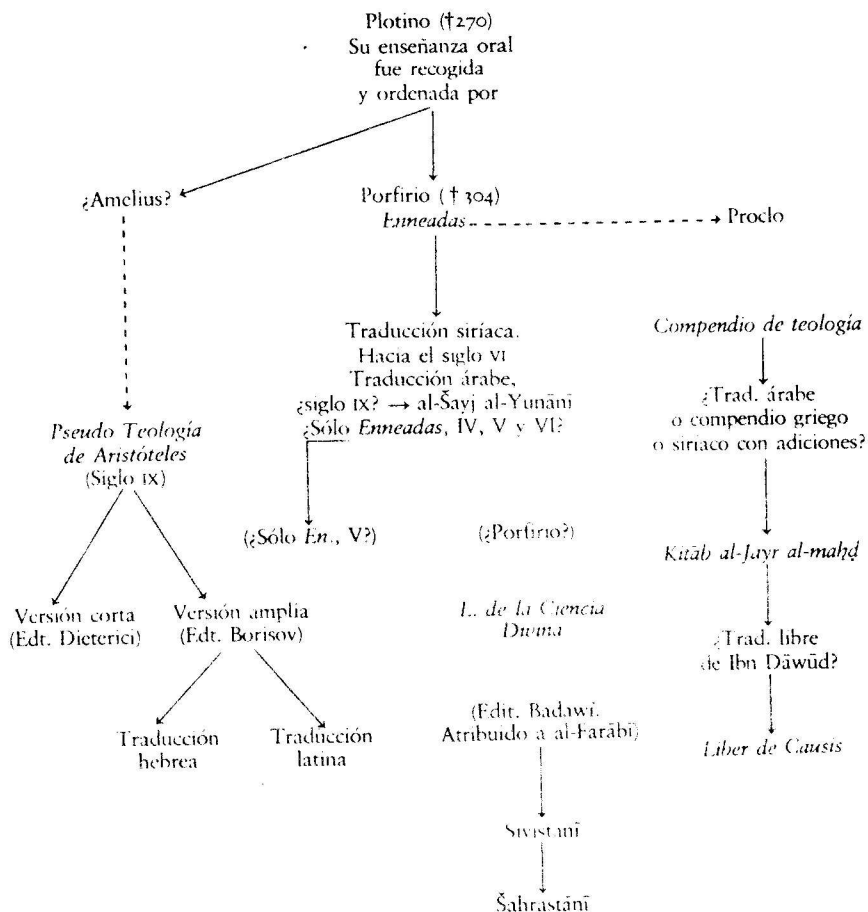 Plotino (†270)
Su enseñanza oral
fue recogida
y ordenada por
¿Amelius?
Porfirio (†304)
Enneadas
Proclo
Traducción siríaca.
Hacia el siglo VI
Traducción árabe,
¿siglo IX? → al-Šayj al-Yunānī
¿Sólo Enneadas, IV, V y VI?
Compendio de teología
¿Trad. árabe
o compendio griego
o siríaco con adiciones?
Pseudo Teología
de Aristóteles
(Siglo IX)
(¿Sólo En., V?)
(¿Porfirio?)
Kitāb al-Jayr al-maḥḍ
Versión corta
(Edt. Dieterici)
Versión amplia
(Edt. Borisov)
L. de la Ciencia
Divina
¿Trad. libre
de Ibn Dāwūd?
Traducción
hebrea
Traducción
latina
(Edit. Badawí.
Atribuido a al-Farābī)
Liber de Causis
Sivistanī
Šahrastānī